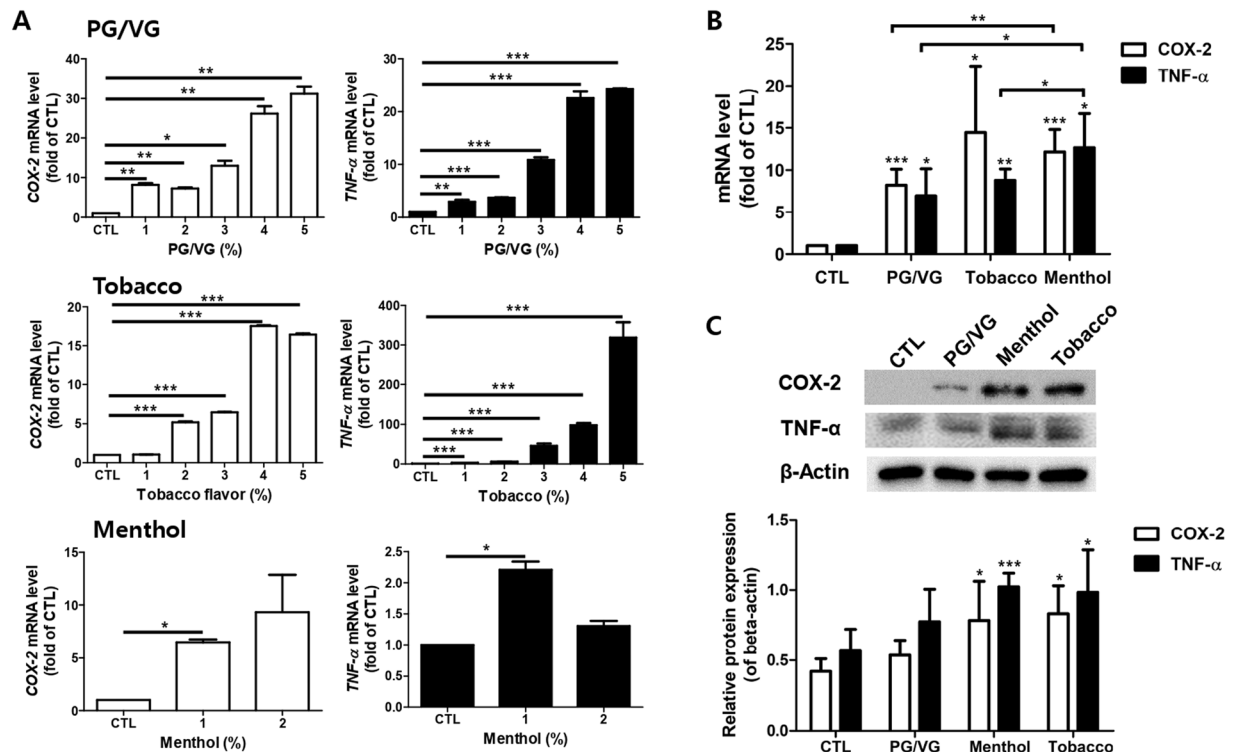 A
PG/VG
COX-2 mRNA level
(fold of CTL)
40
30
20
10
0
**
**
*
**
**
CTL 1 2 3 4 5
PG/VG (%)
TNF-α mRNA level
(fold of CTL)
30
20
10
0
***
***
***
***
**
CTL 1 2 3 4 5
PG/VG (%)
Tobacco
COX-2 mRNA level
(fold of CTL)
20
15
10
5
0
***
***
***
***
CTL 1 2 3 4 5
Tobacco flavor (%)
TNF-α mRNA level
(fold of CTL)
400
300
200
100
0
***
***
***
***
***
CTL 1 2 3 4 5
Tobacco (%)
Menthol
COX-2 mRNA level
(fold of CTL)
15
10
5
0
*
CTL 1 2
Menthol (%)
TNF-α mRNA level
(fold of CTL)
2.5
2.0
1.5
1.0
0.5
0.0
*
CTL 1 2
Menthol (%)
B
mRNA level
(fold of CTL)
25
20
15
10
5
0
**
*
*
*
*** * ** *** *
CTL PG/VG Tobacco Menthol
COX-2
TNF-α
C
CTL PG/VG Menthol Tobacco
COX-2
TNF-α
β-Actin
Relative protein expression
(of beta-actin)
1.5
1.0
0.5
0.0
* *** * *
CTL PG/VG Menthol Tobacco
COX-2
TNF-α